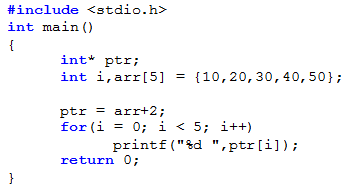 #include <stdio.h>
int main()
{
int* ptr;
int i,arr[5] = {10,20,30,40,50};
ptr = arr+2;
for(i = 0; i < 5; i++)
printf("%d ",ptr[i]);
return 0;
}